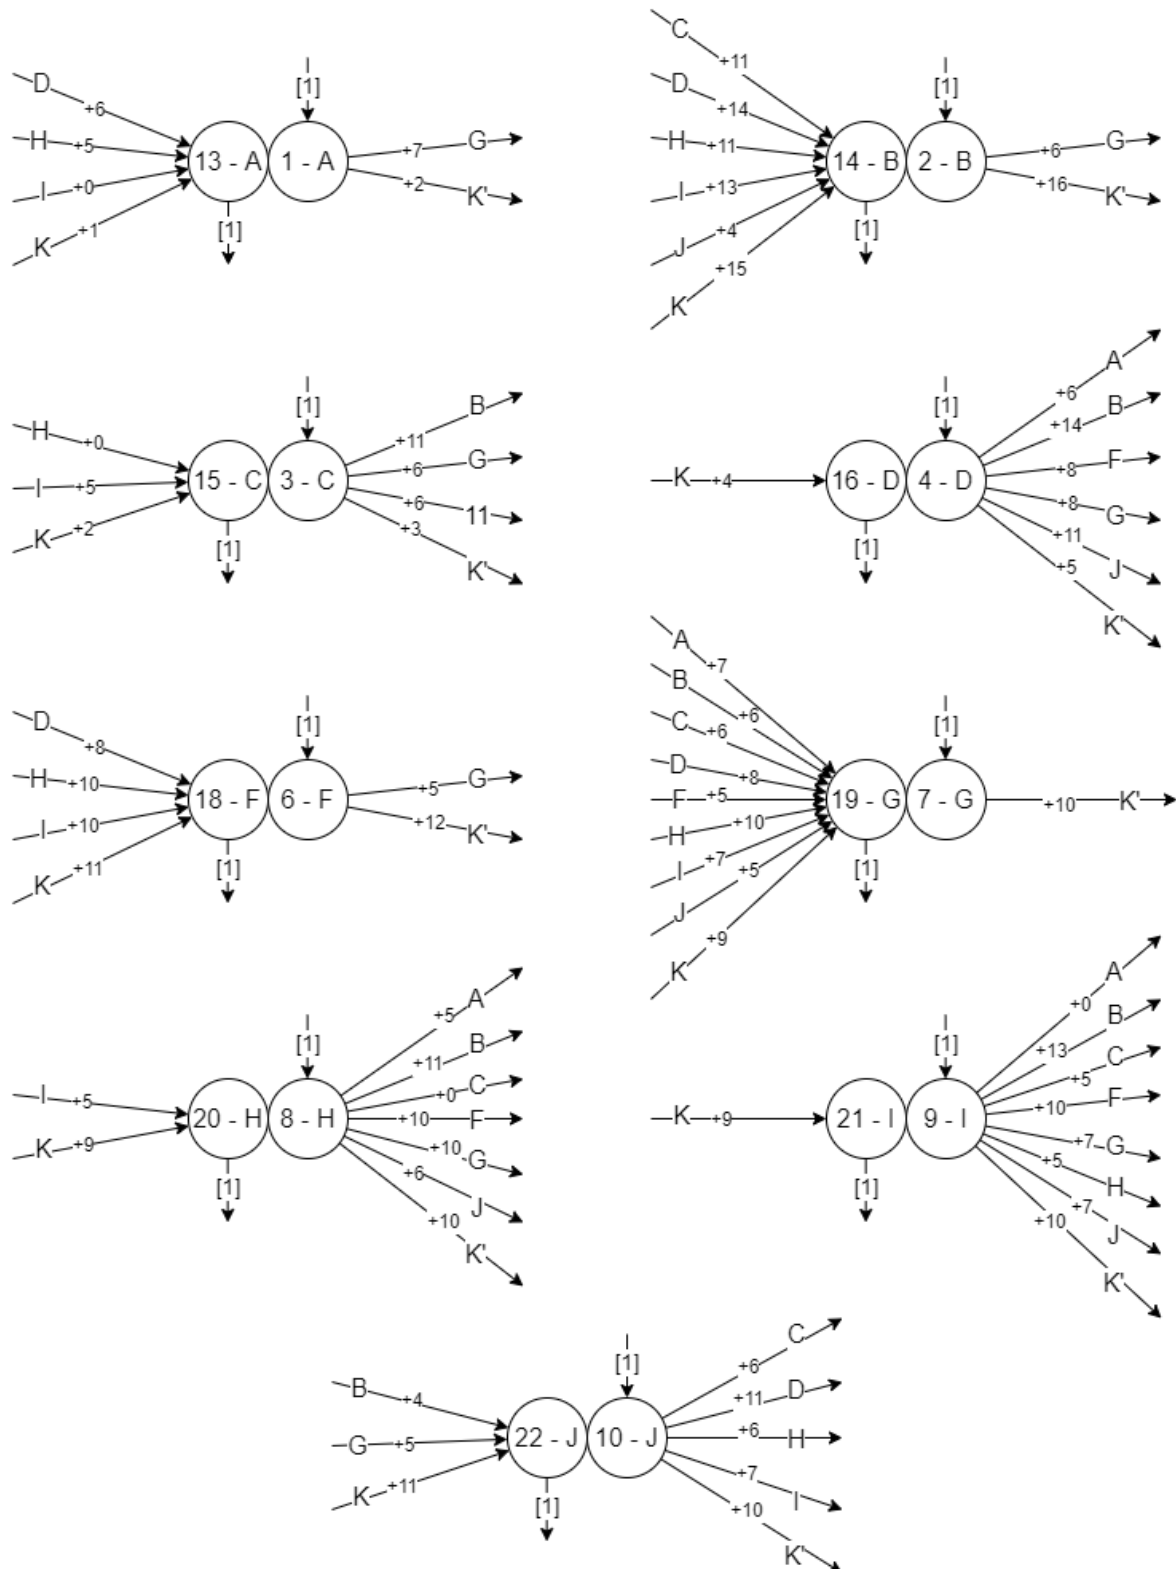 D +6
H +5
I +0
K +1
13 - A
1 - A
[1]
[1]
+7 G
+2 K'
C +11
D +14
H +11
I +13
J +4
K +15
14 - B
2 - B
[1]
[1]
+6 G
+16 K'
H +0
I +5
K +2
15 - C
3 - C
[1]
[1]
+11 B
+6 G
+6 11
+3 K'
K +4
16 - D
4 - D
[1]
[1]
+6 A
+14 B
+8 F
+8 G
+11 J
+5 K'
D +8
H +10
I +10
K +11
18 - F
6 - F
[1]
[1]
+5 G
+12 K'
A +7
B +6
C +6
D +8
F +5
H +10
I +7
J +5
K +9
19 - G
7 - G
[1]
[1]
+10 K'
I +5
K +9
20 - H
8 - H
[1]
[1]
+5 A
+11 B
+0 C
+10 F
+10 G
+6 J
+10 K'
K +9
21 - I
9 - I
[1]
[1]
+0 A
+13 B
+5 C
+10 F
+7 G
+5 H
+7 J
+10 K'
B +4
G +5
K +11
22 - J
10 - J
[1]
[1]
+6 C
+11 D
+6 H
+7 I
+10 K'